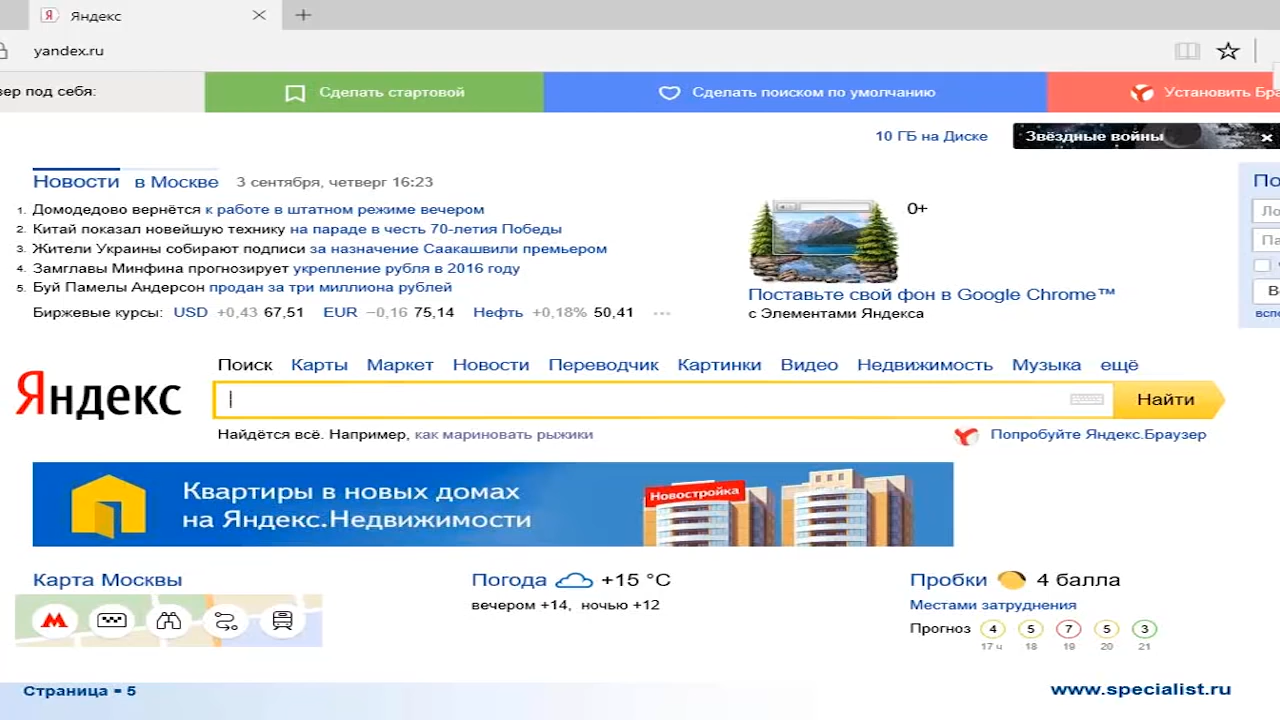 Яндекс
yandex.ru
зер под себя:
Сделать стартовой
Сделать поиском по умолчанию
Установить Бра
10 ГБ на Диске
Звёздные войны
Новости в Москве 3 сентября, четверг 16:23
1. Домодедово вернётся к работе в штатном режиме вечером
2. Китай показал новейшую технику на параде в честь 70-летия Победы
3. Жители Украины собирают подписи за назначение Саакашвили премьером
4. Замглавы Минфина прогнозирует укрепление рубля в 2016 году
5. Буй Памелы Андерсон продан за три миллиона рублей
Биржевые курсы: USD +0,43 67,51 EUR −0,16 75,14 Нефть +0,18% 50,41 ...
0+
Поставьте свой фон в Google Chrome™
с Элементами Яндекса
По
Ло
Па
В
вспо
Поиск Карты Маркет Новости Переводчик Картинки Видео Недвижимость Музыка ещё
Яндекс
Найти
Найдётся всё. Например, как мариновать рыжики
Попробуйте Яндекс.Браузер
Квартиры в новых домах
на Яндекс.Недвижимости
Новостройка
Карта Москвы
Погода +15 °C
вечером +14, ночью +12
Пробки 4 балла
Местами затруднения
Прогноз 4 5 7 5 3
17 ч 18 19 20 21
Страница = 5
www.specialist.ru